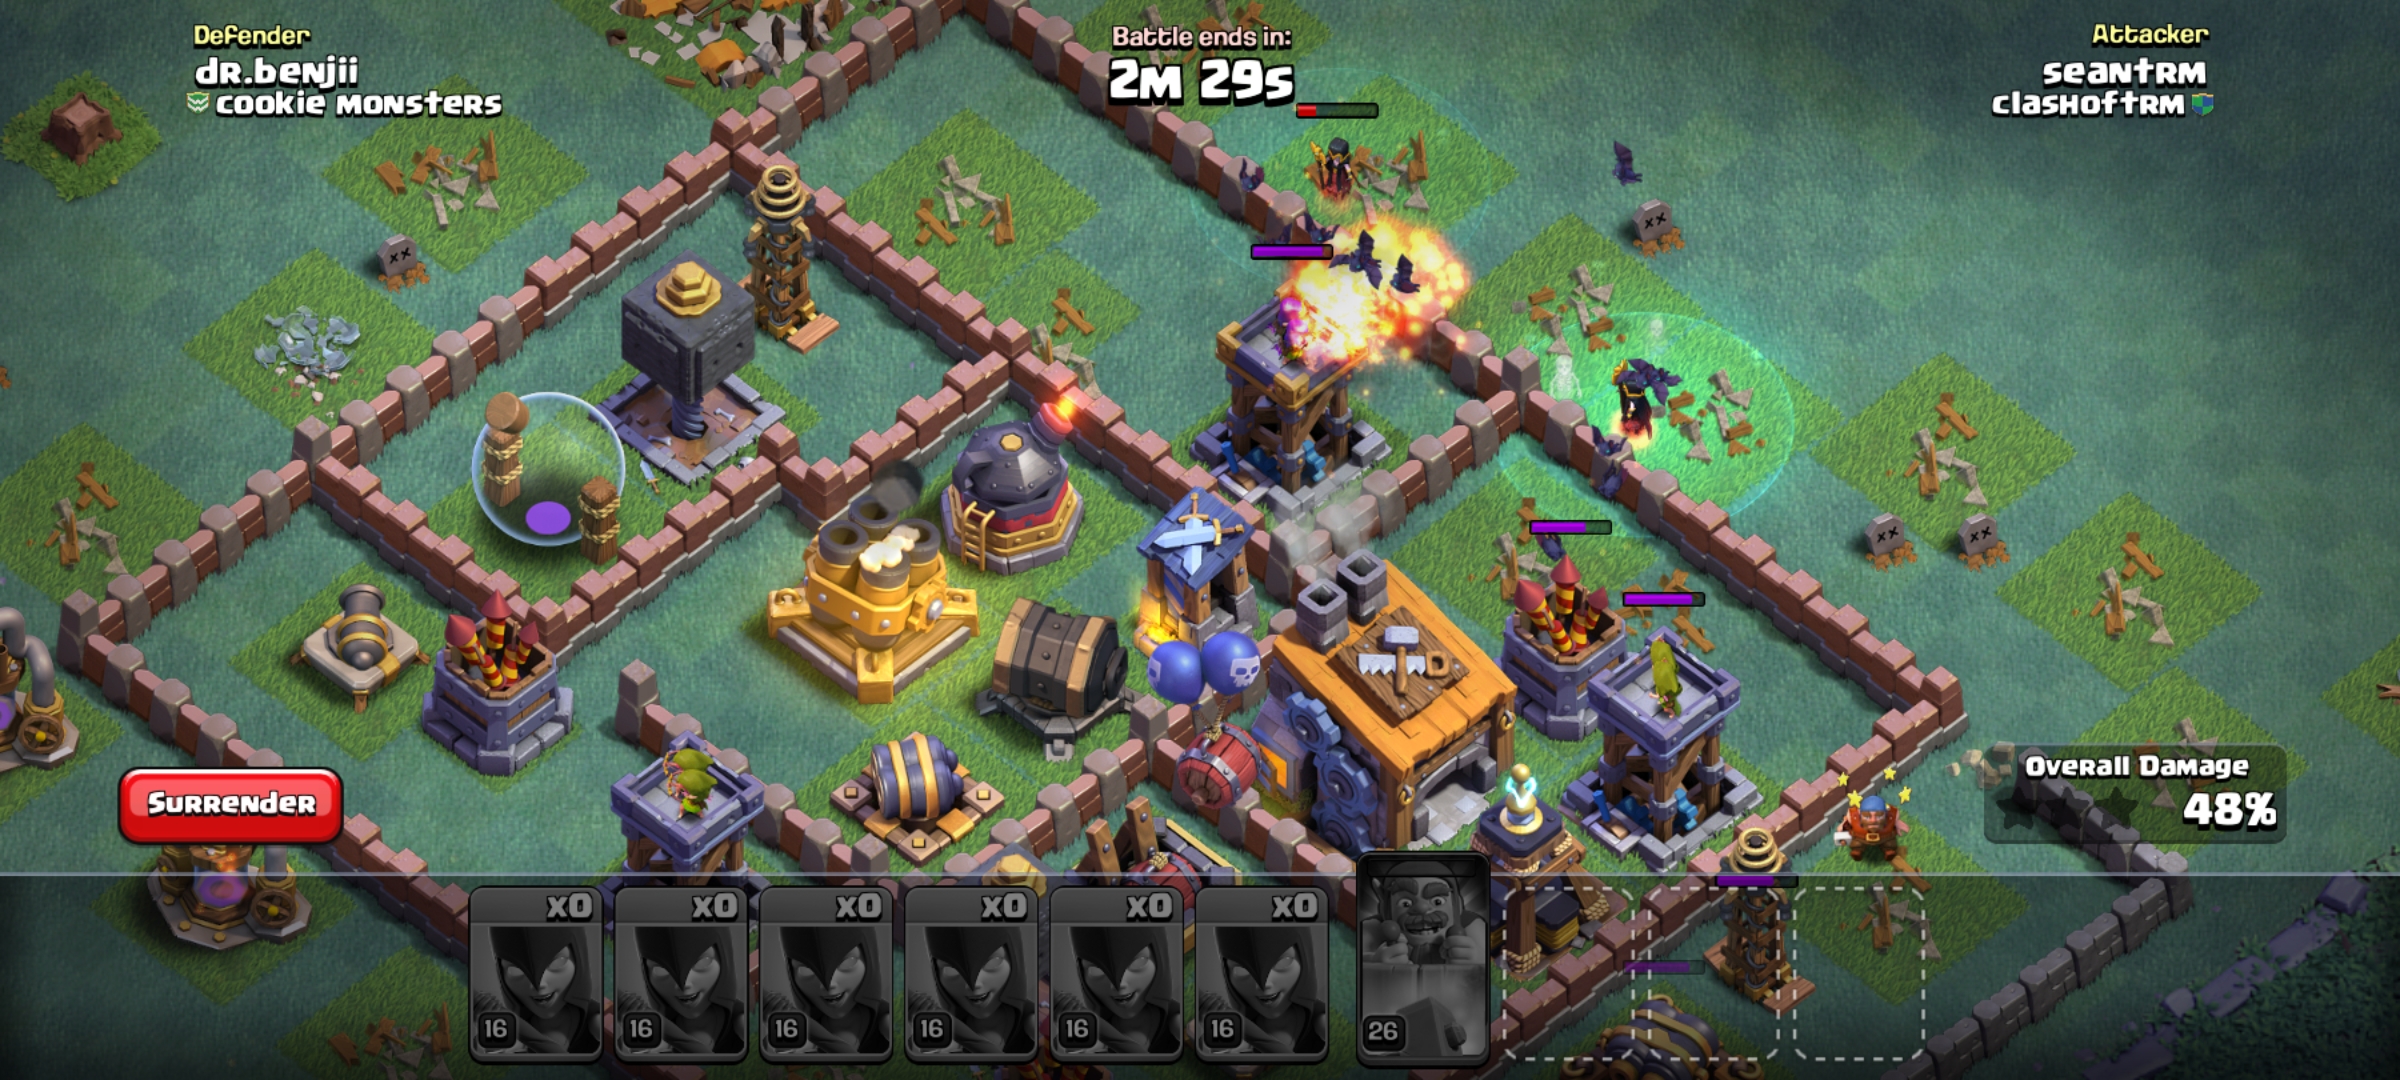 Defender
dr.benjii
cookie monsters
Battle ends in:
2m 29s
Attacker
seantrm
clashoftrm
Surrender
Overall Damage
48%
x0
x0
x0
x0
x0
x0
16
16
16
16
16
16
26